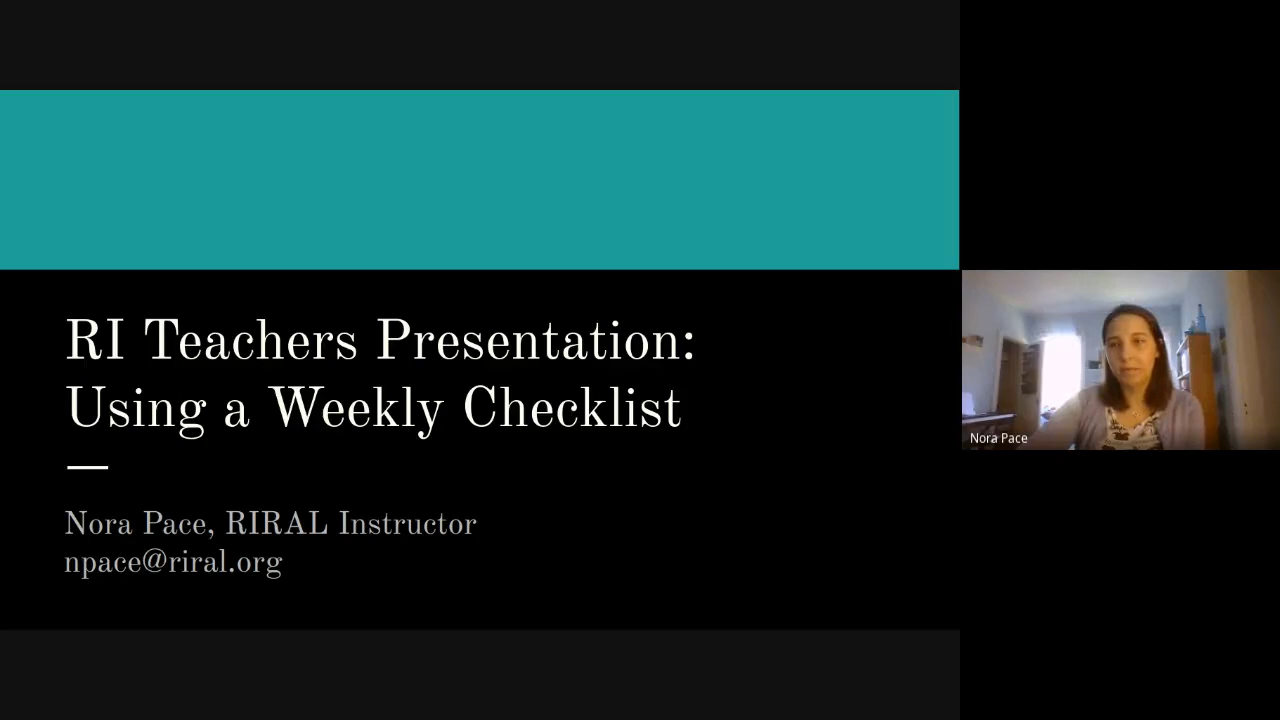 RI Teachers Presentation:
Using a Weekly Checklist
Nora Pace, RIRAL Instructor
npace@riral.org
Nora Pace